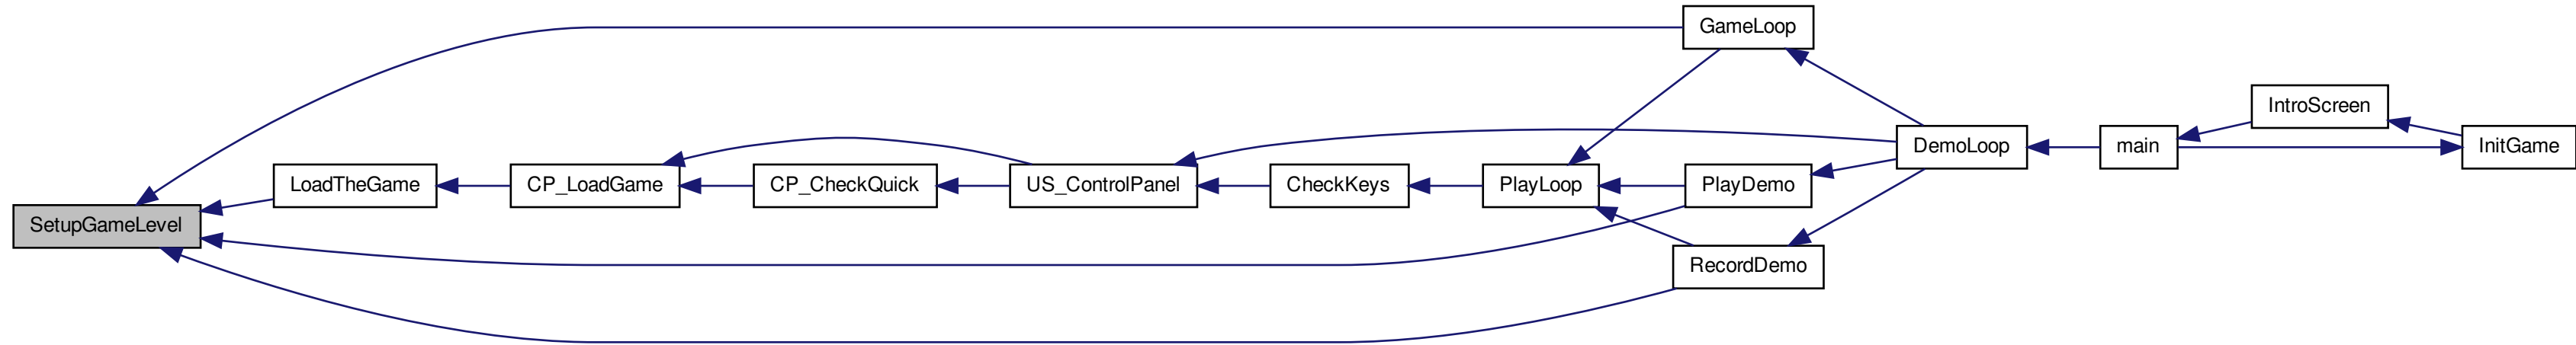 GameLoop
IntroScreen
DemoLoop
main
InitGame
LoadTheGame
CP_LoadGame
CP_CheckQuick
US_ControlPanel
CheckKeys
PlayLoop
PlayDemo
SetupGameLevel
RecordDemo